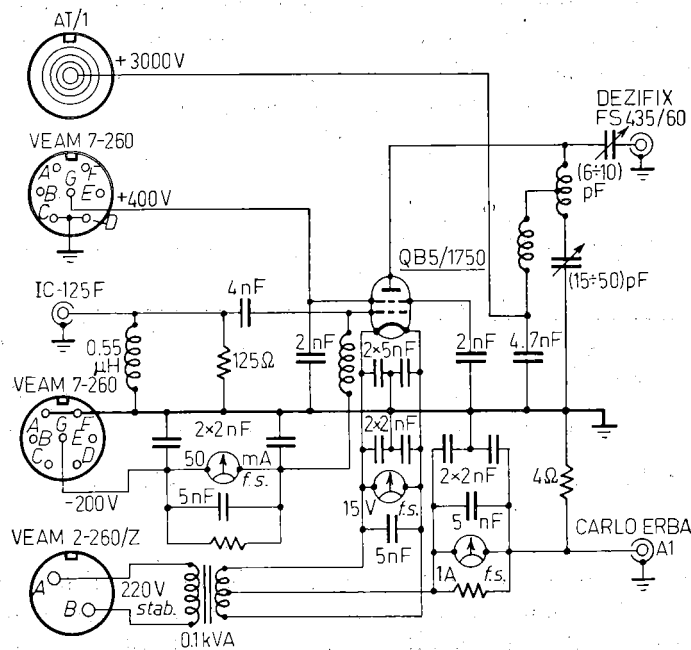 AT/1
+3000V
DEZIFIX
FS 435/60
VEAM 7-260
A F
B G E
C D
+400V
(6÷10)
pF
QB5/1750
(15÷50)pF
IC-125F
4nF
0.55
μH
125Ω
2nF
2×5nF
2nF
4.7nF
VEAM 7-260
A F
B G E
C D
2×2nF
2×2nF
50 mA
f.s.
2×2nF
4Ω
-200V
5nF
15V f.s.
5nF
5nF
CARLO ERBA
A1
VEAM 2-260/Z
A
B
220V
stab.
1A f.s.
0.1kVA